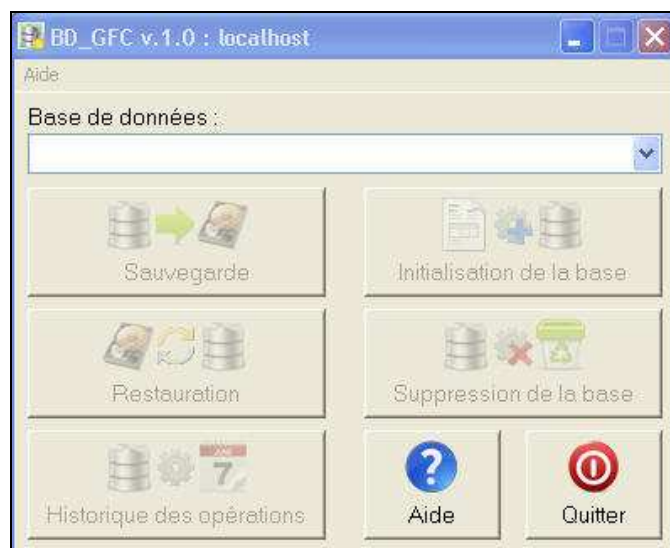 BD_GFC v.1.0 : localhost
Aide
Base de données :
Sauvegarde
Initialisation de la base
Restauration
Suppression de la base
7
Historique des opérations
Aide
Quitter